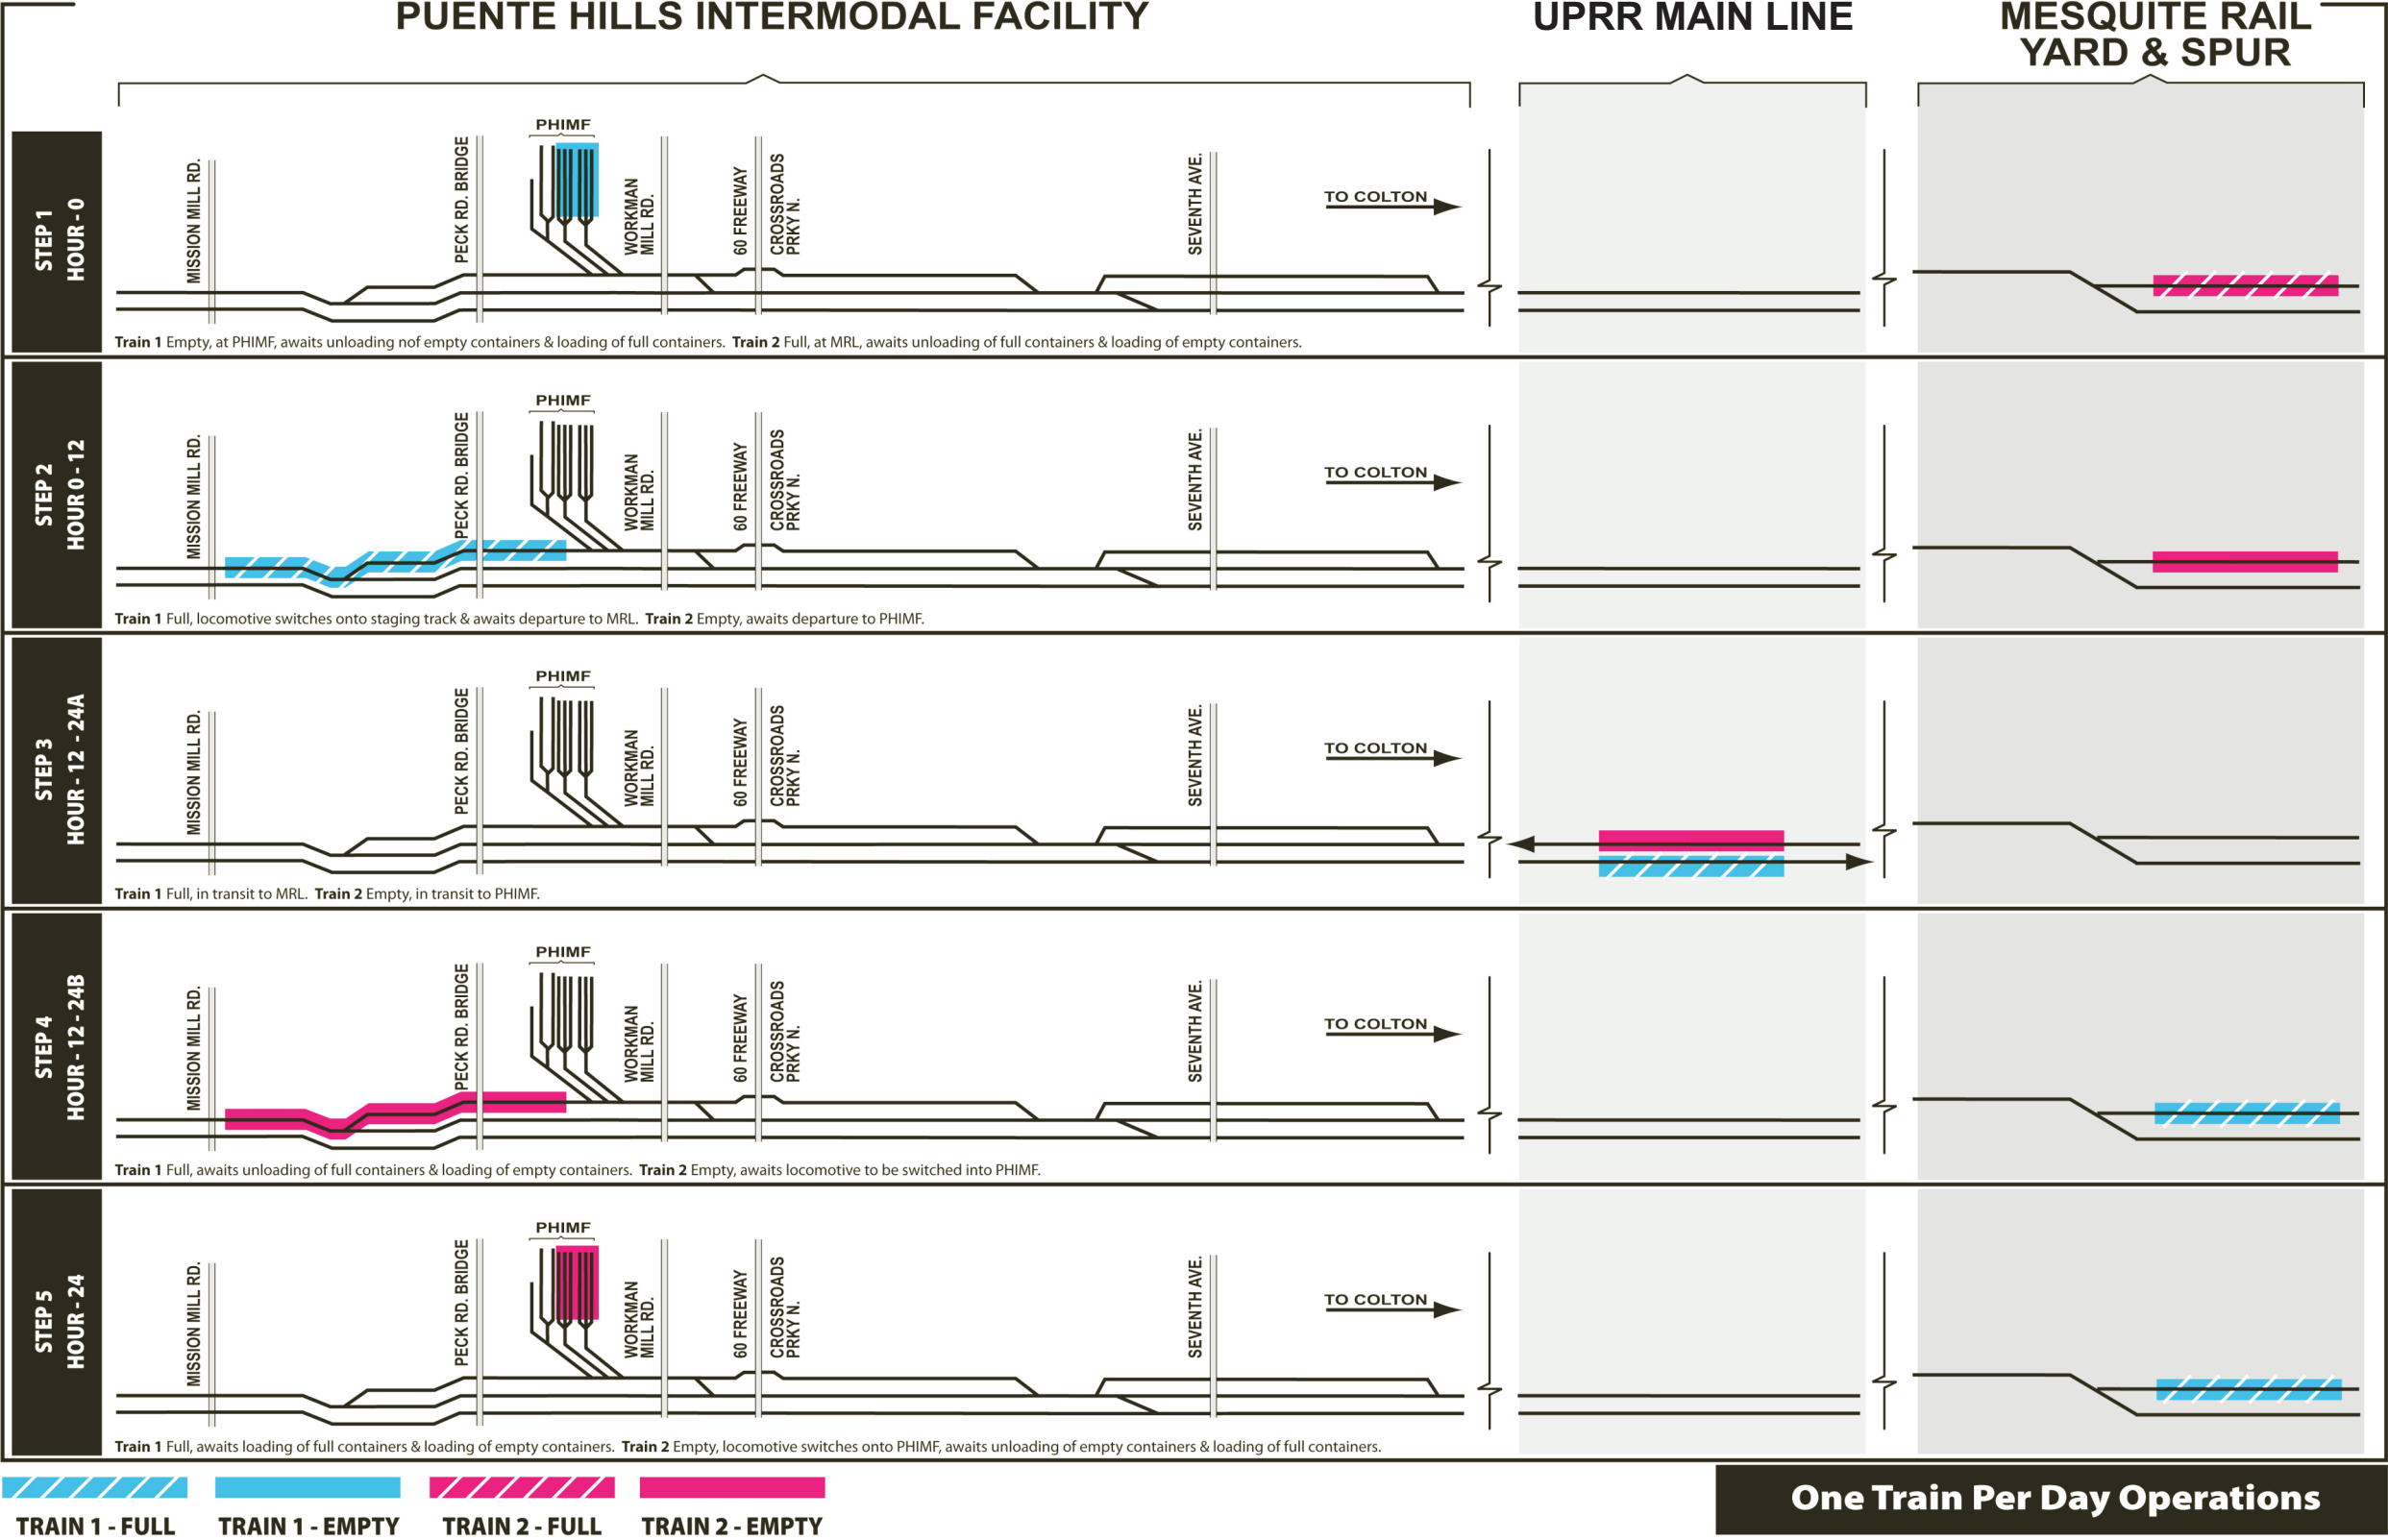 PUENTE HILLS INTERMODAL FACILITY
UPRR MAIN LINE
MESQUITE RAIL
YARD & SPUR
STEP 1
HOUR - 0
MISSION MILL RD.
PECK RD. BRIDGE
PHIMF
WORKMAN
MILL RD.
60 FREEWAY
CROSSROADS
PRKY N.
SEVENTH AVE.
TO COLTON
Train 1 Empty, at PHIMF, awaits unloading nof empty containers & loading of full containers. Train 2 Full, at MRL, awaits unloading of full containers & loading of empty containers.
STEP 2
HOUR 0 - 12
MISSION MILL RD.
PECK RD. BRIDGE
PHIMF
WORKMAN
MILL RD.
60 FREEWAY
CROSSROADS
PRKY N.
SEVENTH AVE.
TO COLTON
Train 1 Full, locomotive switches onto staging track & awaits departure to MRL. Train 2 Empty, awaits departure to PHIMF.
STEP 3
HOUR - 12 - 24A
MISSION MILL RD.
PECK RD. BRIDGE
PHIMF
WORKMAN
MILL RD.
60 FREEWAY
CROSSROADS
PRKY N.
SEVENTH AVE.
TO COLTON
Train 1 Full, in transit to MRL. Train 2 Empty, in transit to PHIMF.
STEP 4
HOUR - 12 - 24B
MISSION MILL RD.
PECK RD. BRIDGE
PHIMF
WORKMAN
MILL RD.
60 FREEWAY
CROSSROADS
PRKY N.
SEVENTH AVE.
TO COLTON
Train 1 Full, awaits unloading of full containers & loading of empty containers. Train 2 Empty, awaits locomotive to be switched into PHIMF.
STEP 5
HOUR - 24
MISSION MILL RD.
PECK RD. BRIDGE
PHIMF
WORKMAN
MILL RD.
60 FREEWAY
CROSSROADS
PRKY N.
SEVENTH AVE.
TO COLTON
Train 1 Full, awaits loading of full containers & loading of empty containers. Train 2 Empty, locomotive switches onto PHIMF, awaits unloading of empty containers & loading of full containers.
TRAIN 1 - FULL
TRAIN 1 - EMPTY
TRAIN 2 - FULL
TRAIN 2 - EMPTY
One Train Per Day Operations